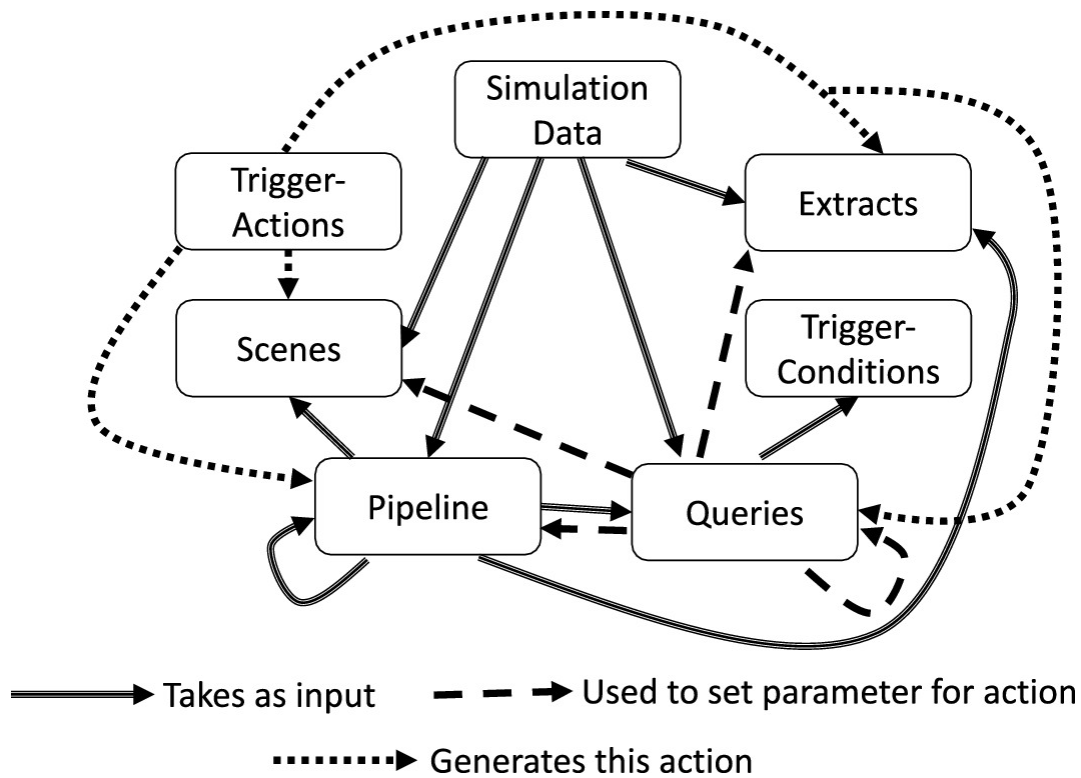 Simulation
Data
Trigger-
Actions
Extracts
Scenes
Trigger-
Conditions
Pipeline
Queries
Takes as input
Used to set parameter for action
Generates this action